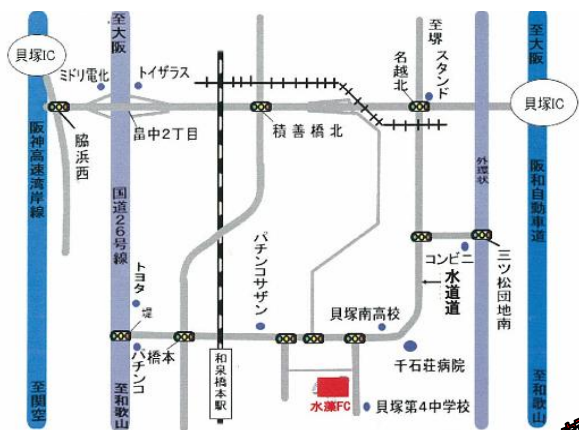 至大阪
至堺
至大阪
貝塚IC
ミドリ電化
トイザラス
名越北
スタンド
貝塚IC
脇浜西
畠中2丁目
積善橋北
阪神高速湾岸線
国道26号線
外環状
阪和自動車道
トヨタ
パチンコサザン
コンビニ
三ツ松団地南
水道道
堤
橋本
パチンコ
和泉橋本駅
貝塚南高校
千石荘病院
水藻FC
貝塚第4中学校
至関空
至和歌山
至和歌山